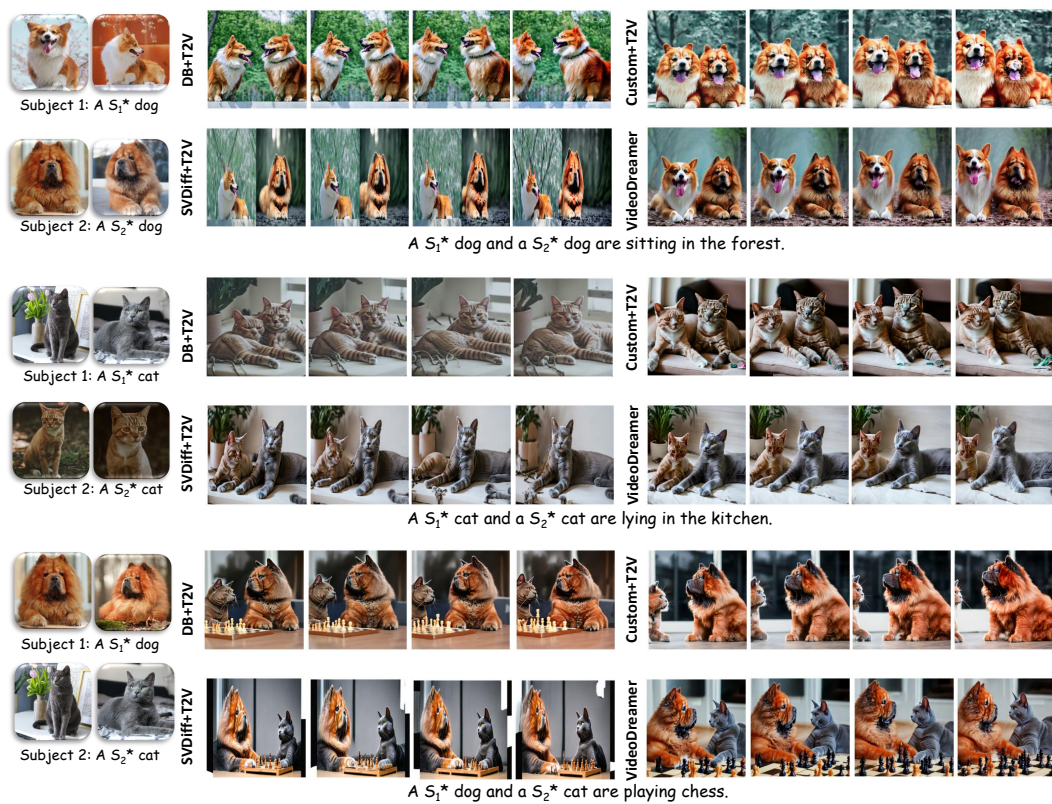 Subject 1: A S₁* dog
DB+T2V
Custom+T2V
Subject 2: A S₂* dog
SVDiff+T2V
VideoDreamer
A S₁* dog and a S₂* dog are sitting in the forest.
Subject 1: A S₁* cat
DB+T2V
Custom+T2V
Subject 2: A S₂* cat
SVDiff+T2V
VideoDreamer
A S₁* cat and a S₂* cat are lying in the kitchen.
Subject 1: A S₁* dog
DB+T2V
Custom+T2V
Subject 2: A S₂* cat
SVDiff+T2V
VideoDreamer
A S₁* dog and a S₂* cat are playing chess.